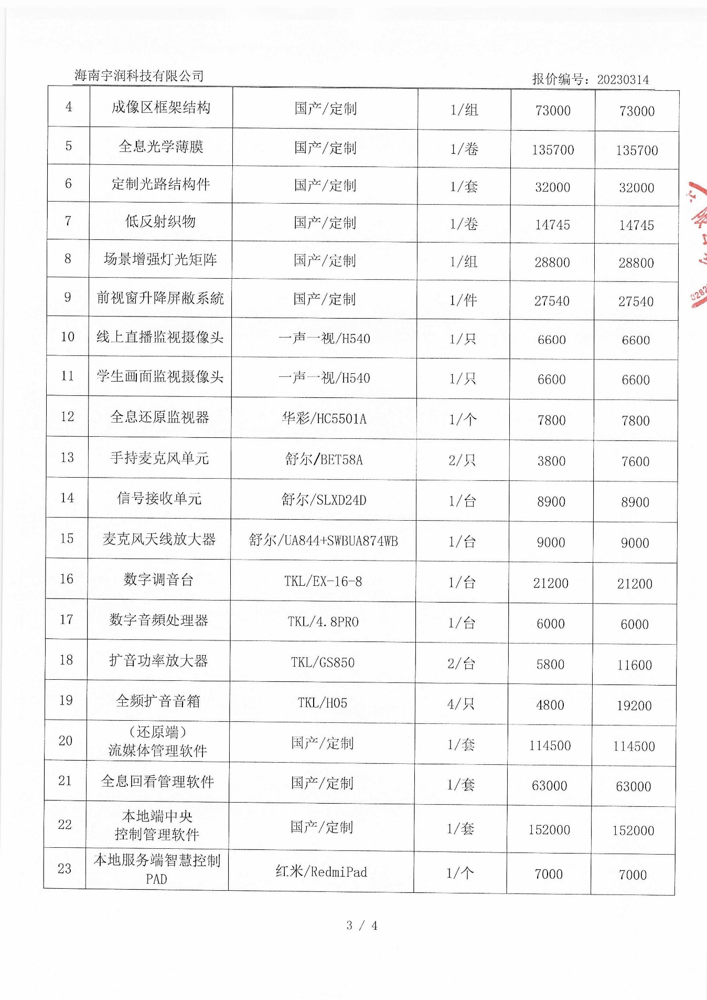 海南宇润科技有限公司 报价编号：20230314
4 成像区框架结构 国产/定制 1/组 73000 73000
5 全息光学薄膜 国产/定制 1/卷 135700 135700
6 定制光路结构件 国产/定制 1/套 32000 32000
7 低反射织物 国产/定制 1/卷 14745 14745
8 场景增强灯光矩阵 国产/定制 1/组 28800 28800
9 前视窗升降屏敝系統 国产/定制 1/件 27540 27540
10 线上直播监视摄像头 一声一视/H540 1/只 6600 6600
11 学生画面监视摄像头 一声一视/H540 1/只 6600 6600
12 全息还原监视器 华彩/HC5501A 1/个 7800 7800
13 手持麦克风单元 舒尔/BET58A 2/只 3800 7600
14 信号接收单元 舒尔/SLXD24D 1/台 8900 8900
15 麦克风天线放大器 舒尔/UA844+SWBUA874WB 1/台 9000 9000
16 数字调音台 TKL/EX-16-8 1/台 21200 21200
17 数字音頻处理器 TKL/4.8PRO 1/台 6000 6000
18 扩音功率放大器 TKL/GS850 2/台 5800 11600
19 全频扩音音箱 TKL/H05 4/只 4800 19200
20 （还原端）
流媒体管理软件 国产/定制 1/套 114500 114500
21 全息回看管理软件 国产/定制 1/套 63000 63000
22 本地端中央
控制管理软件 国产/定制 1/套 152000 152000
23 本地服务端智慧控制
PAD 红米/RedmiPad 1/个 7000 7000
3 / 4